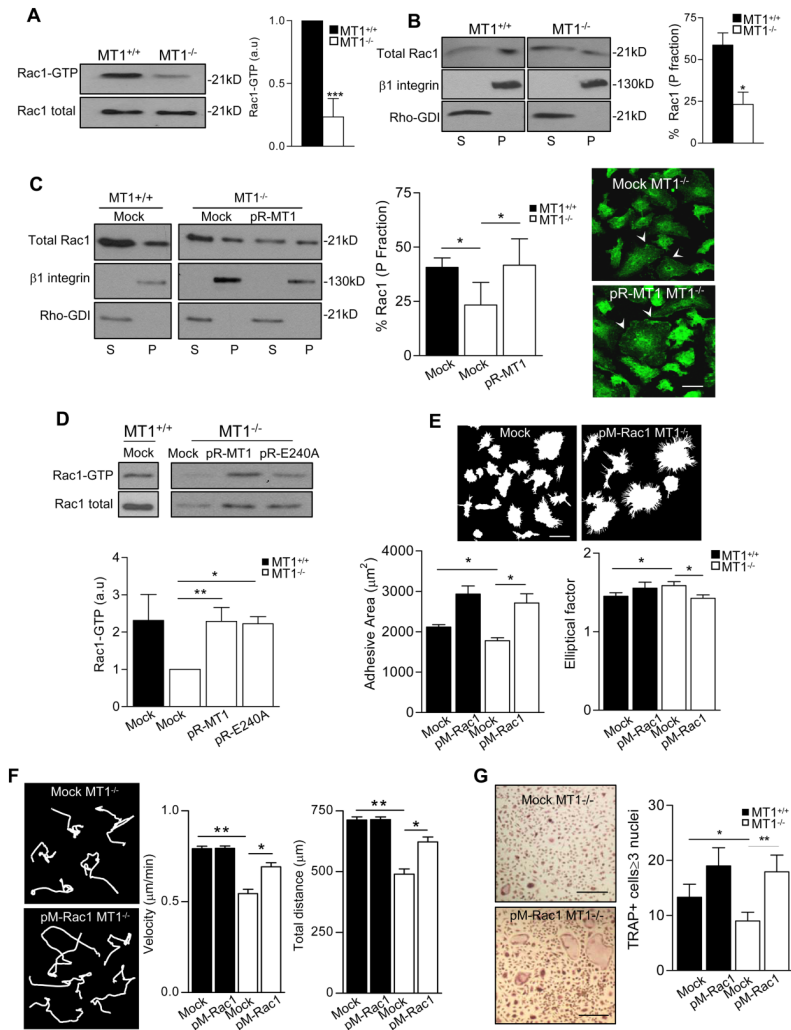 A
MT1+/+ MT1-/-
Rac1-GTP
-21kD
Rac1 total
-21kD
Rac1-GTP (a.u)
1.0
0.5
0.0
***
MT1+/+
MT1-/-
B
MT1+/+ MT1-/-
Total Rac1
-21kD
β1 integrin
-130kD
Rho-GDI
-21kD
S P S P
% Rac1 (P fraction)
75
50
25
0
*
MT1+/+
MT1-/-
C
MT1+/+ MT1-/-
Mock Mock pR-MT1
Total Rac1
-21kD
β1 integrin
-130kD
Rho-GDI
-21kD
S P S P S P
% Rac1 (P Fraction)
75
50
25
0
* *
MT1+/+
MT1-/-
Mock Mock pR-MT1
Mock MT1-/-
pR-MT1 MT1-/-
D
MT1+/+ MT1-/-
Mock Mock pR-MT1 pR-E240A
Rac1-GTP
Rac1 total
Rac1-GTP (a.u)
4
3
2
1
0
*
**
MT1+/+
MT1-/-
Mock Mock pR-MT1 pR-E240A
E
Mock
pM-Rac1 MT1-/-
Adhesive Area (µm2)
4000
3000
2000
1000
0
* *
Mock pM-Rac1 Mock pM-Rac1
Elliptical factor
2
1
0
* *
MT1+/+
MT1-/-
Mock pM-Rac1 Mock pM-Rac1
F
Mock MT1-/-
pM-Rac1 MT1-/-
Velocity (µm/min)
1.0
0.5
0.0
** *
Mock pM-Rac1 Mock pM-Rac1
Total distance (µm)
750
500
250
0
** *
Mock pM-Rac1 Mock pM-Rac1
G
Mock MT1-/-
pM-Rac1 MT1-/-
TRAP+ cells≥3 nuclei
30
20
10
0
* **
MT1+/+
MT1-/-
Mock pM-Rac1 Mock pM-Rac1